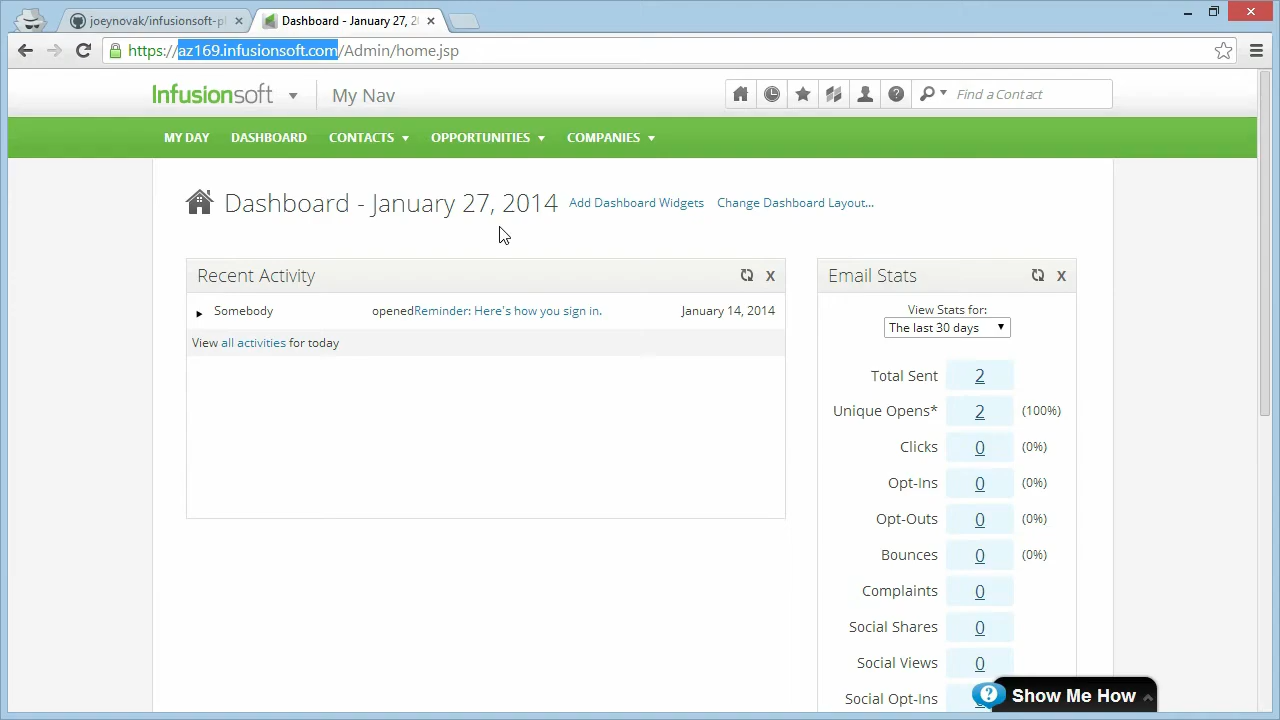 joeynovak/infusionsoft-pl
Dashboard - January 27, 2
https://az169.infusionsoft.com/Admin/home.jsp
Infusionsoft
My Nav
Find a Contact
MY DAY DASHBOARD CONTACTS OPPORTUNITIES COMPANIES
Dashboard - January 27, 2014 Add Dashboard Widgets Change Dashboard Layout...
Recent Activity
Somebody openedReminder: Here's how you sign in. January 14, 2014
View all activities for today
Email Stats
View Stats for:
The last 30 days
Total Sent 2
Unique Opens* 2 (100%)
Clicks 0 (0%)
Opt-Ins 0 (0%)
Opt-Outs 0 (0%)
Bounces 0 (0%)
Complaints 0
Social Shares 0
Social Views 0
Social Opt-Ins
Show Me How